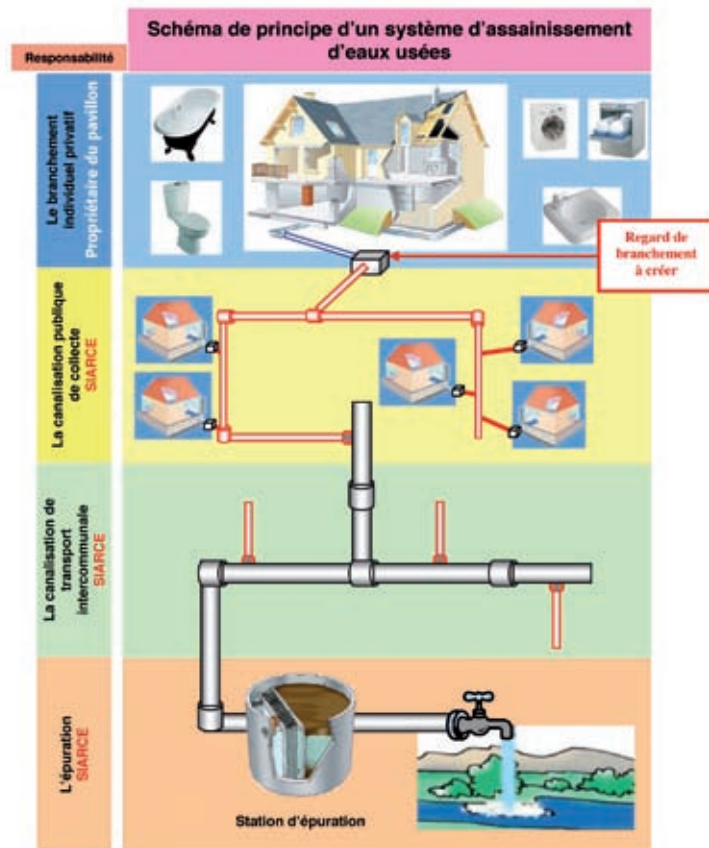 Schéma de principe d'un système d'assainissement
d'eaux usées
Responsabilité
Le branchement
individuel privatif
Propriétaire du pavillon
Regard de
branchement
à créer
La canalisation publique
de collecte
SIARCE
La canalisation de
transport
intercommunale
SIARCE
L'épuration
SIARCE
Station d'épuration